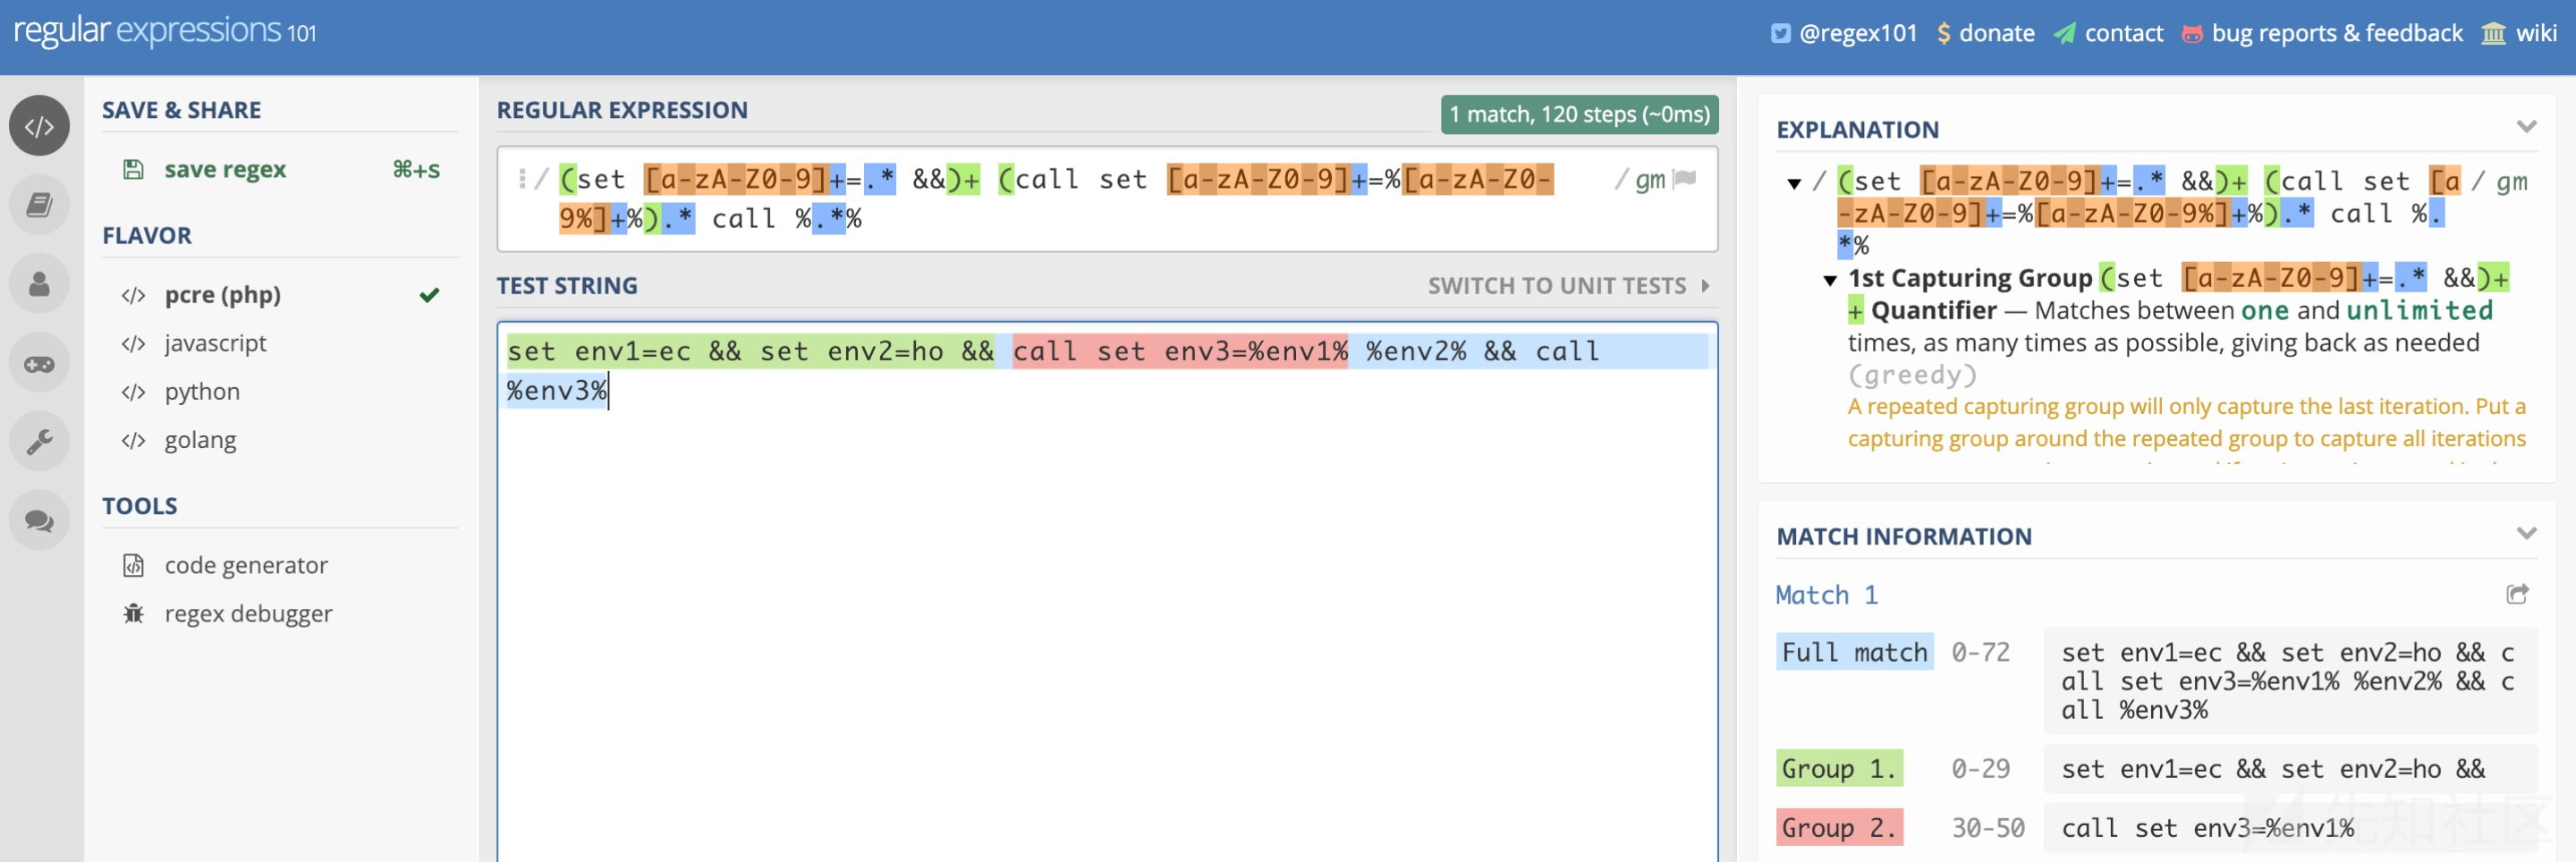 regular expressions 101
@regex101 donate contact bug reports & feedback wiki
SAVE & SHARE
save regex ⌘+s
FLAVOR
pcre (php)
javascript
python
golang
TOOLS
code generator
regex debugger
REGULAR EXPRESSION
1 match, 120 steps (~0ms)
/ (set [a-zA-Z0-9]+=.* &&)+ (call set [a-zA-Z0-9]+=%[a-zA-Z0- / gm
9%]+%).* call %.*%
TEST STRING
SWITCH TO UNIT TESTS
set env1=ec && set env2=ho && call set env3=%env1% %env2% && call
%env3%
EXPLANATION
/ (set [a-zA-Z0-9]+=.* &&)+ (call set [a / gm
-zA-Z0-9]+=%[a-zA-Z0-9%]+%).* call %.
*%
1st Capturing Group (set [a-zA-Z0-9]+=.* &&)+
+ Quantifier — Matches between one and unlimited
times, as many times as possible, giving back as needed
(greedy)
A repeated capturing group will only capture the last iteration. Put a
capturing group around the repeated group to capture all iterations
MATCH INFORMATION
Match 1
Full match 0-72 set env1=ec && set env2=ho && c
all set env3=%env1% %env2% && c
all %env3%
Group 1. 0-29 set env1=ec && set env2=ho &&
Group 2. 30-50 call set env3=%env1%
先知社区